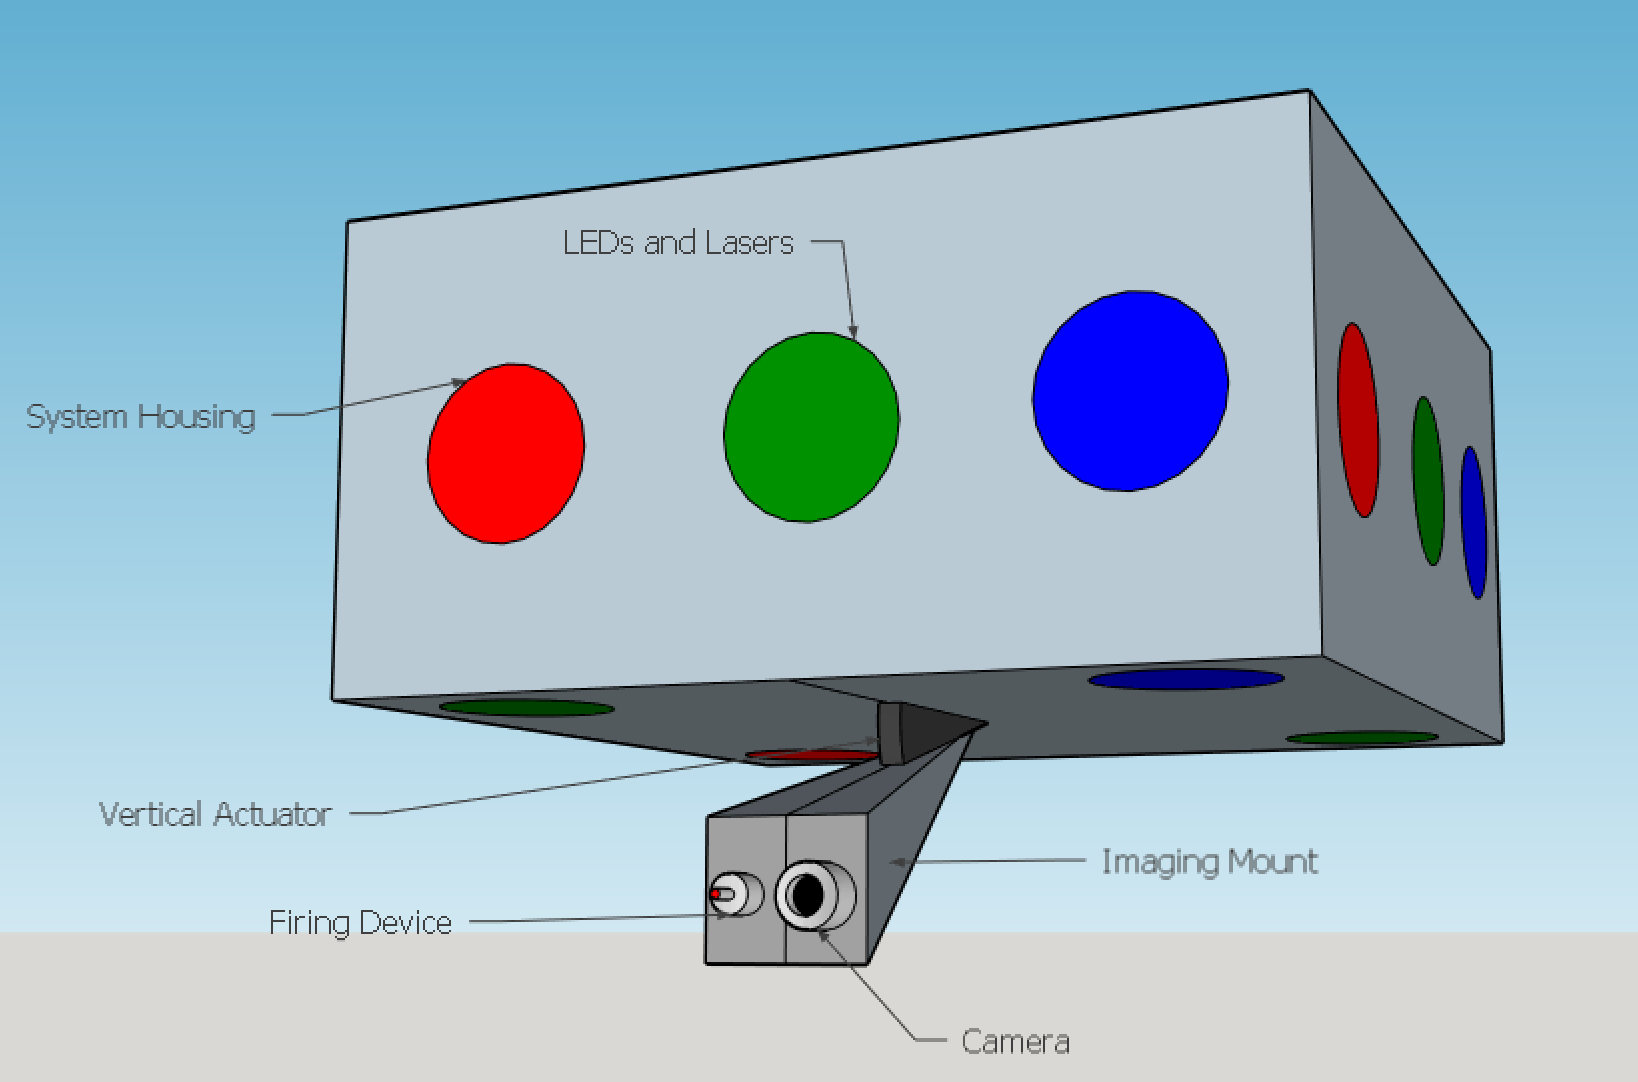 LEDs and Lasers
System Housing
Vertical Actuator
Imaging Mount
Firing Device
Camera